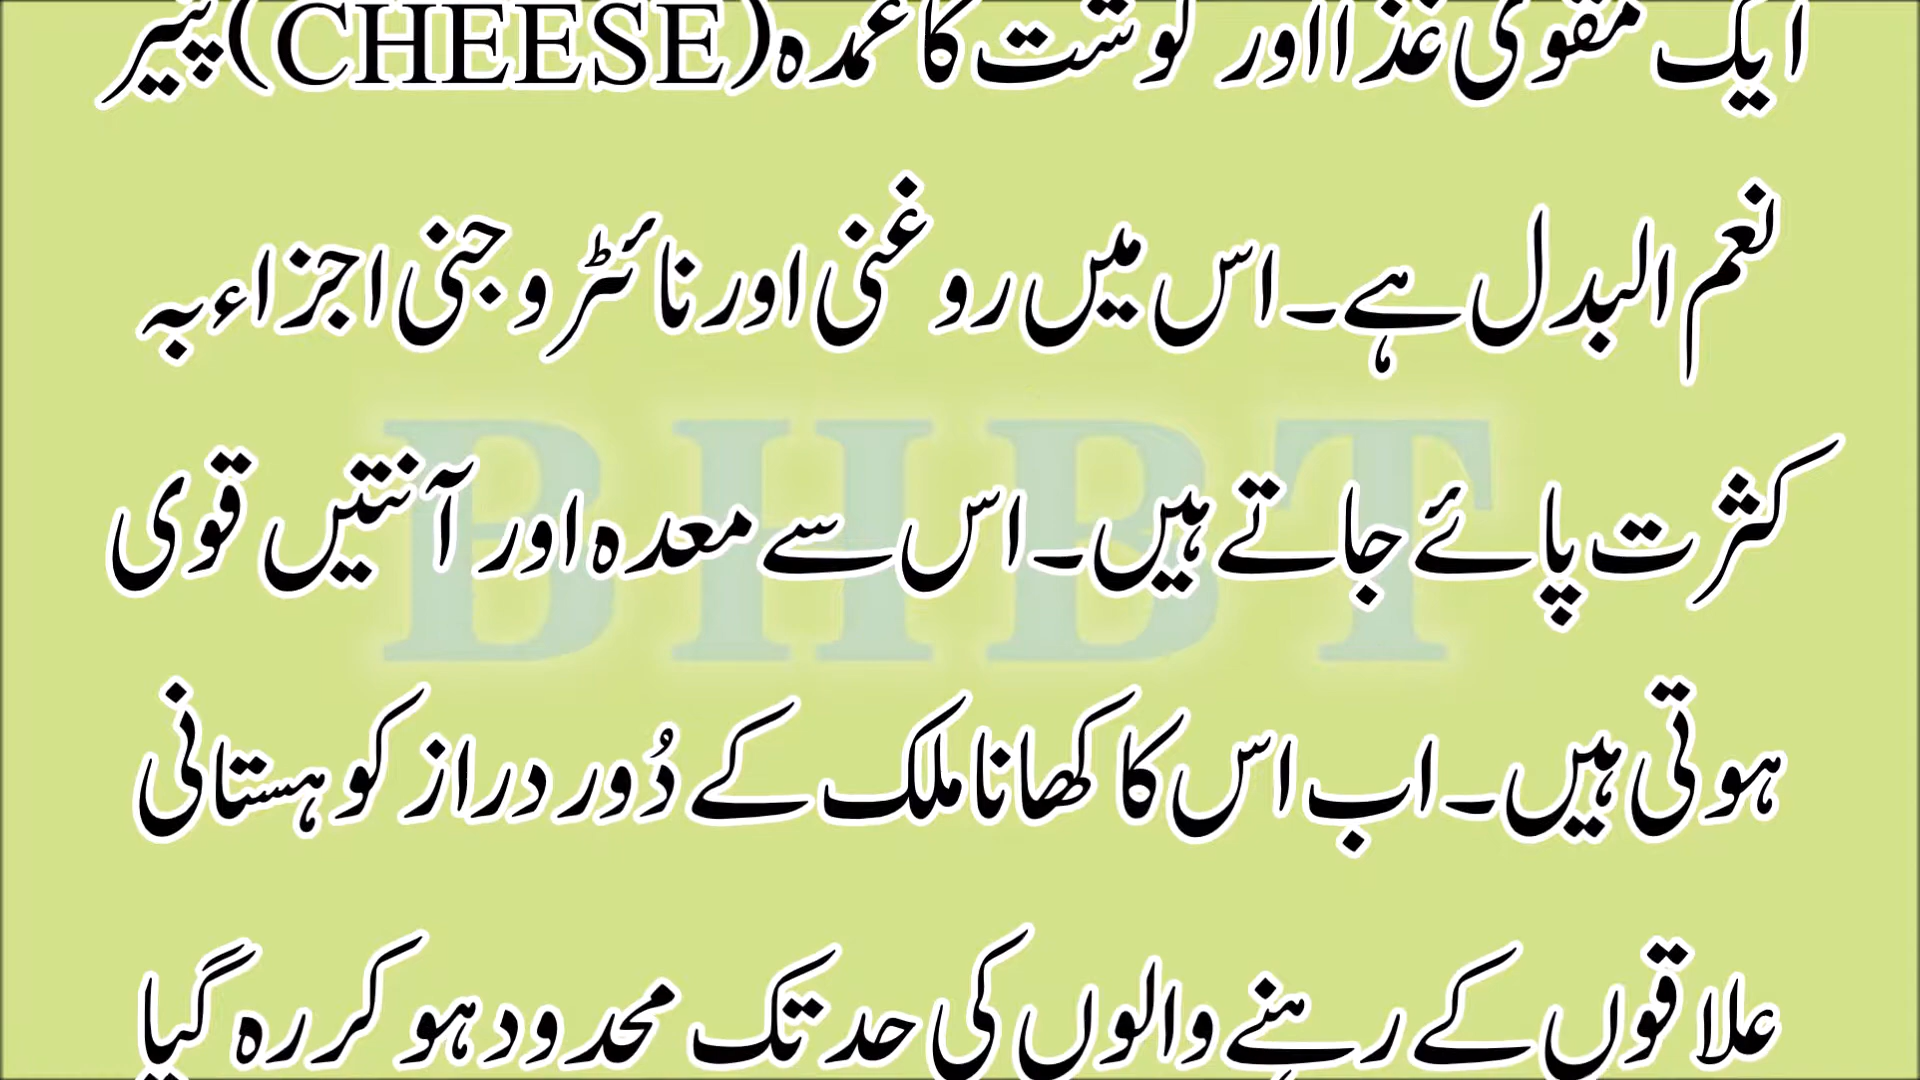 ایک مقوی غذا اور گوشت کا عمدہ (CHEESE) پنیر
نعم البدل ہے۔ اس میں روغنی اور نائٹروجنی اجزاء بہ
کثرت پائے جاتے ہیں۔ اس سے معدہ اور آنتیں قوی
ہوتی ہیں۔ اب اس کا کھانا ملک کے دُور دراز کوہستانی
علاقوں کے رہنے والوں کی حد تک محدود ہو کر رہ گیا
BHBT